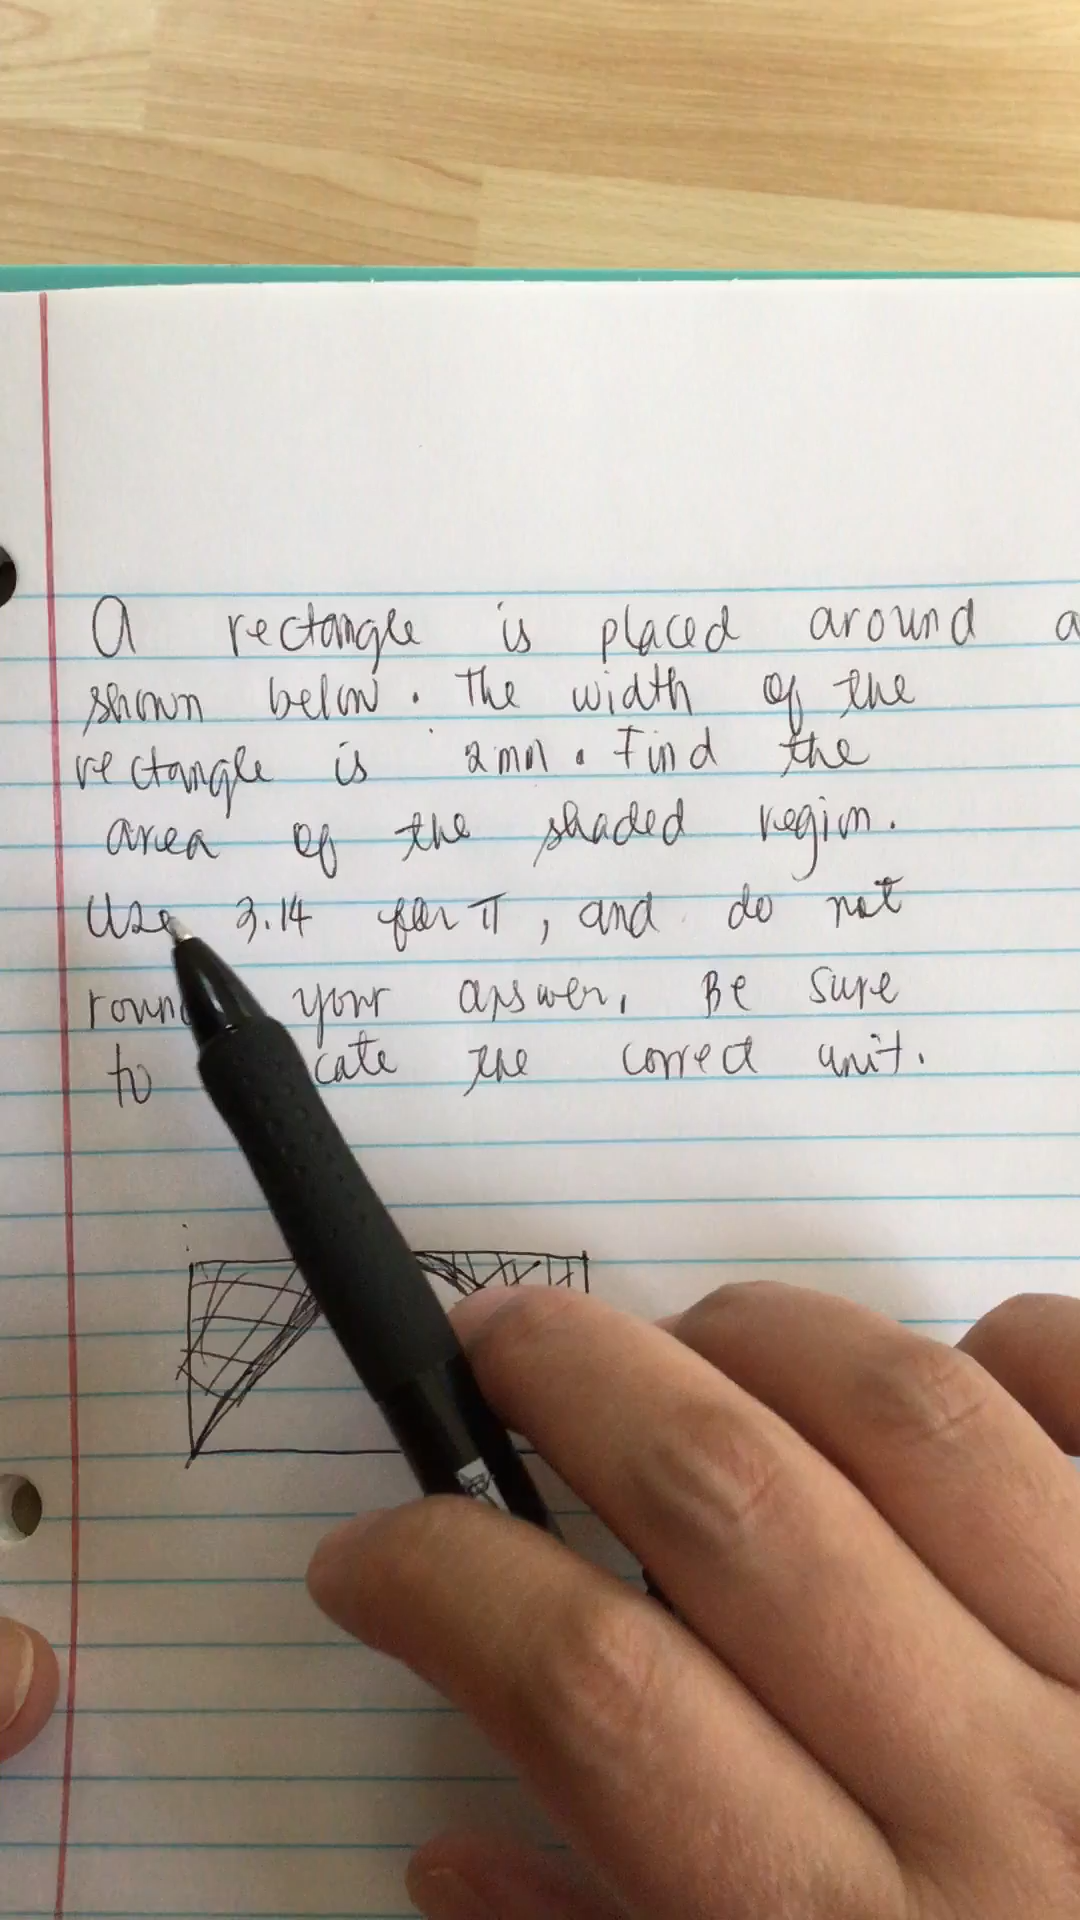 A rectangle is placed around a
shown below. The width of the
rectangle is 2mm. Find the
area of the shaded region.
Use 3.14 for π, and do not
round your answer. Be sure
to cate the correct unit.